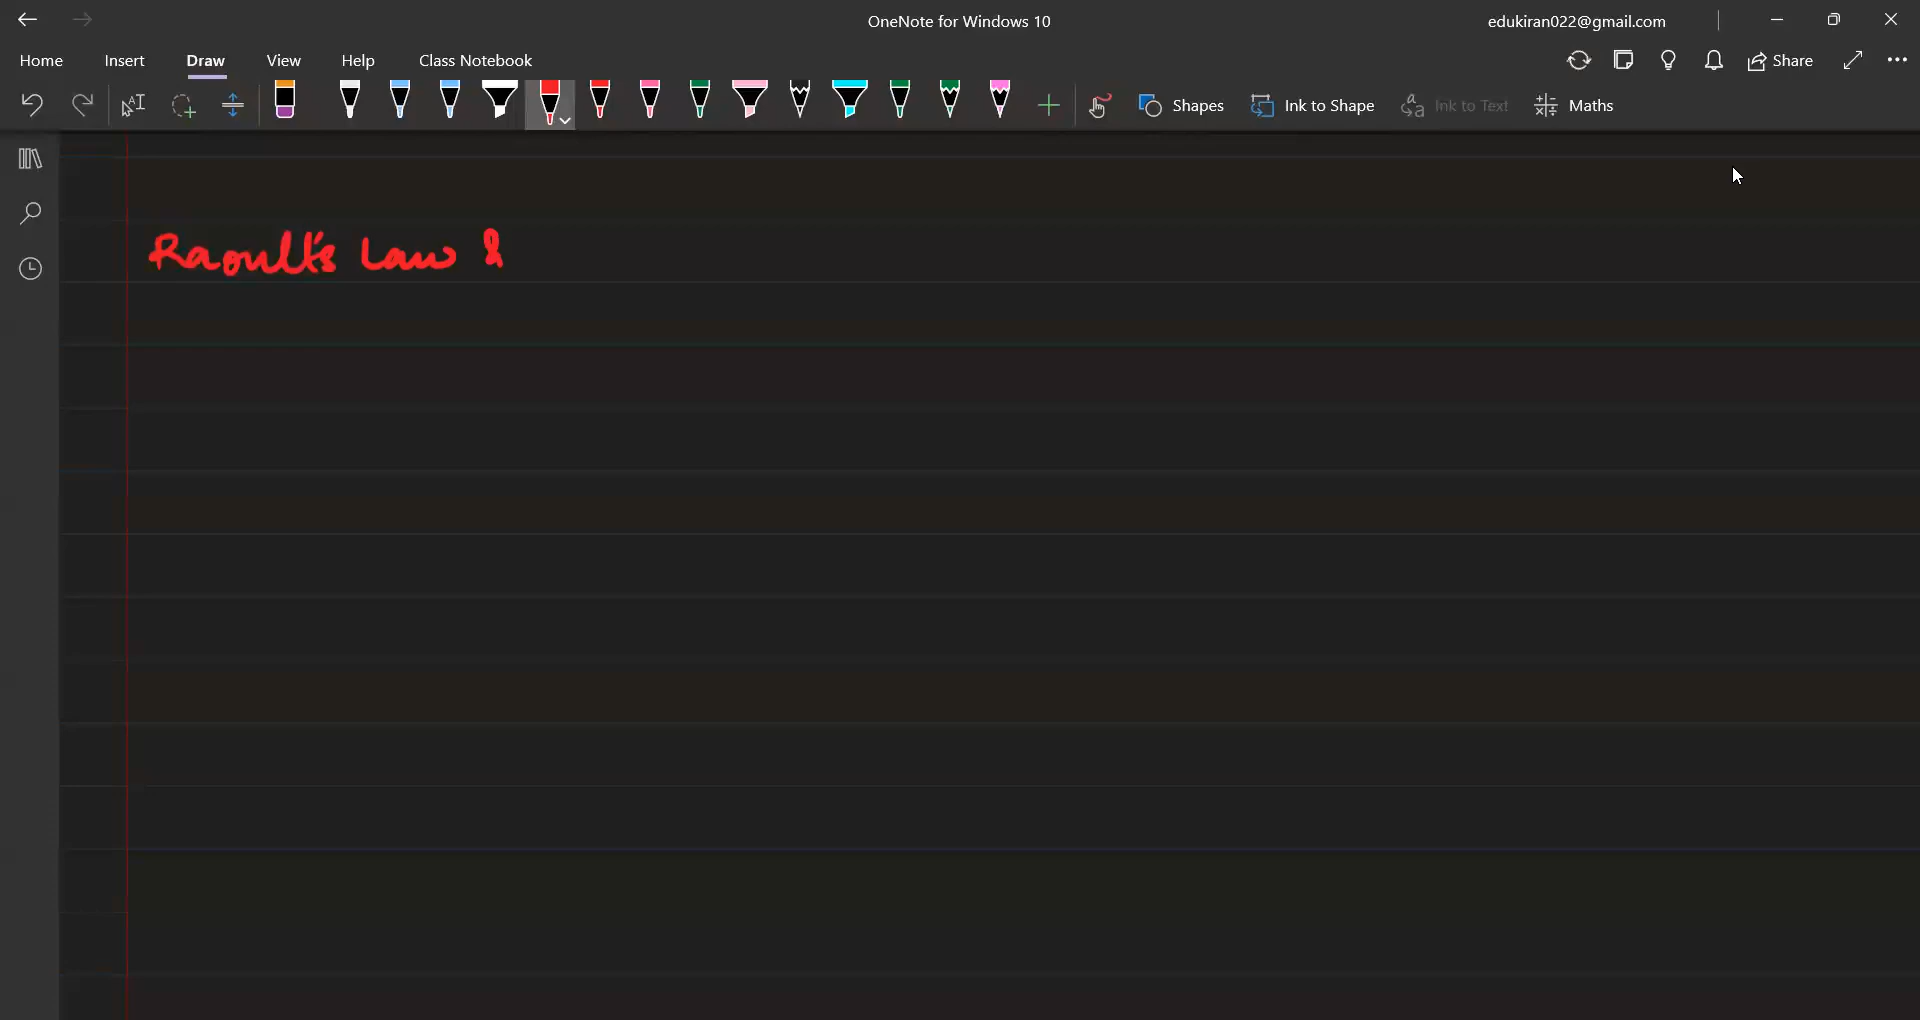 OneNote for Windows 10
edukiran022@gmail.com
Home Insert Draw View Help Class Notebook
Share
Shapes Ink to Shape Ink to Text Maths
Raoult's Law &